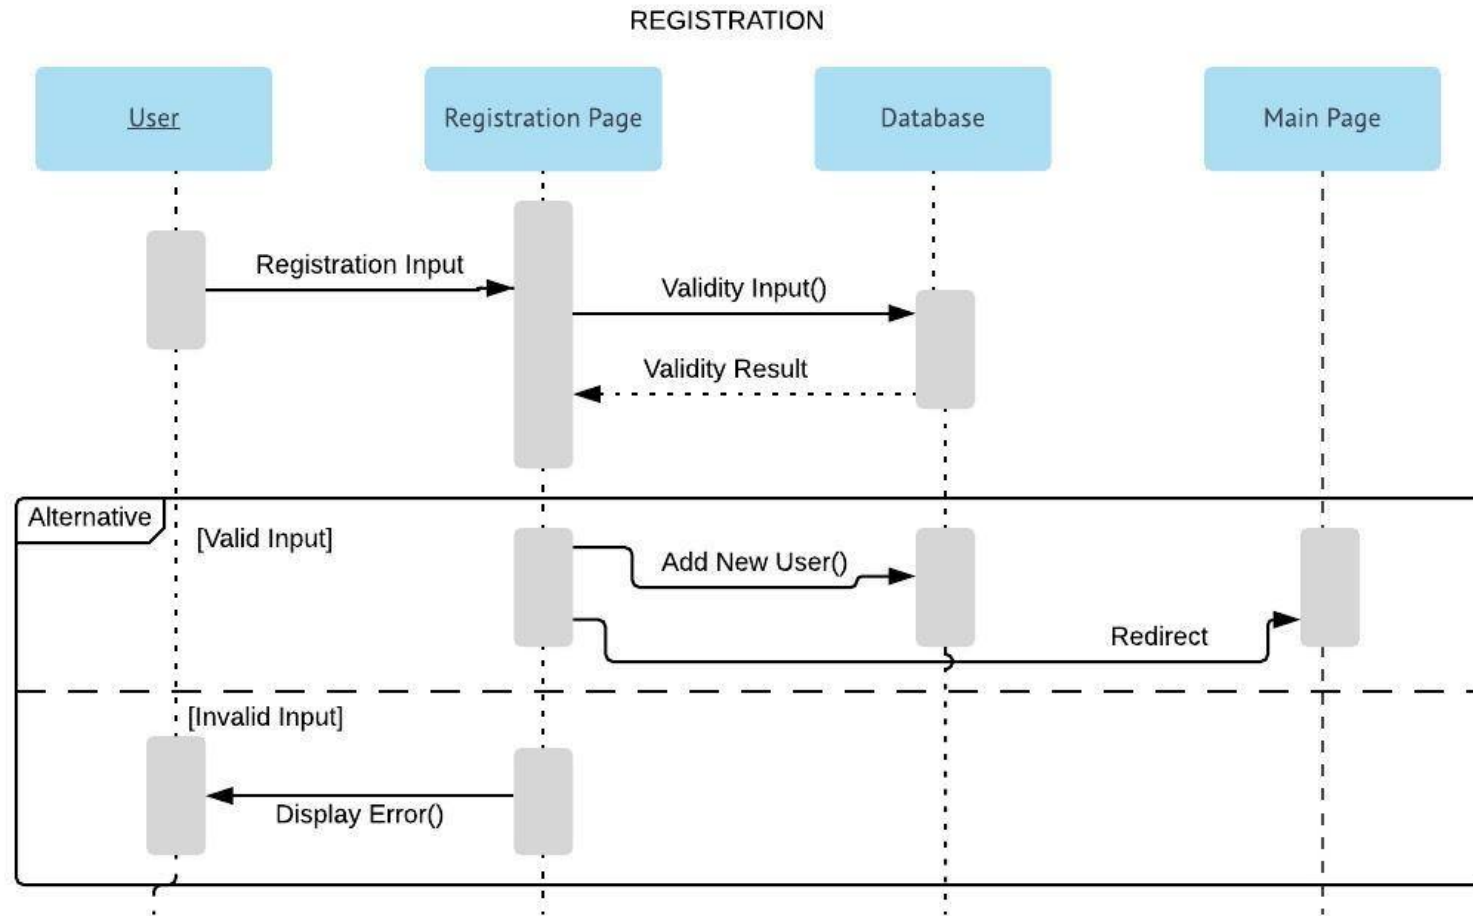 REGISTRATION
User
Registration Page
Database
Main Page
Registration Input
Validity Input()
Validity Result
Alternative
[Valid Input]
Add New User()
Redirect
[Invalid Input]
Display Error()